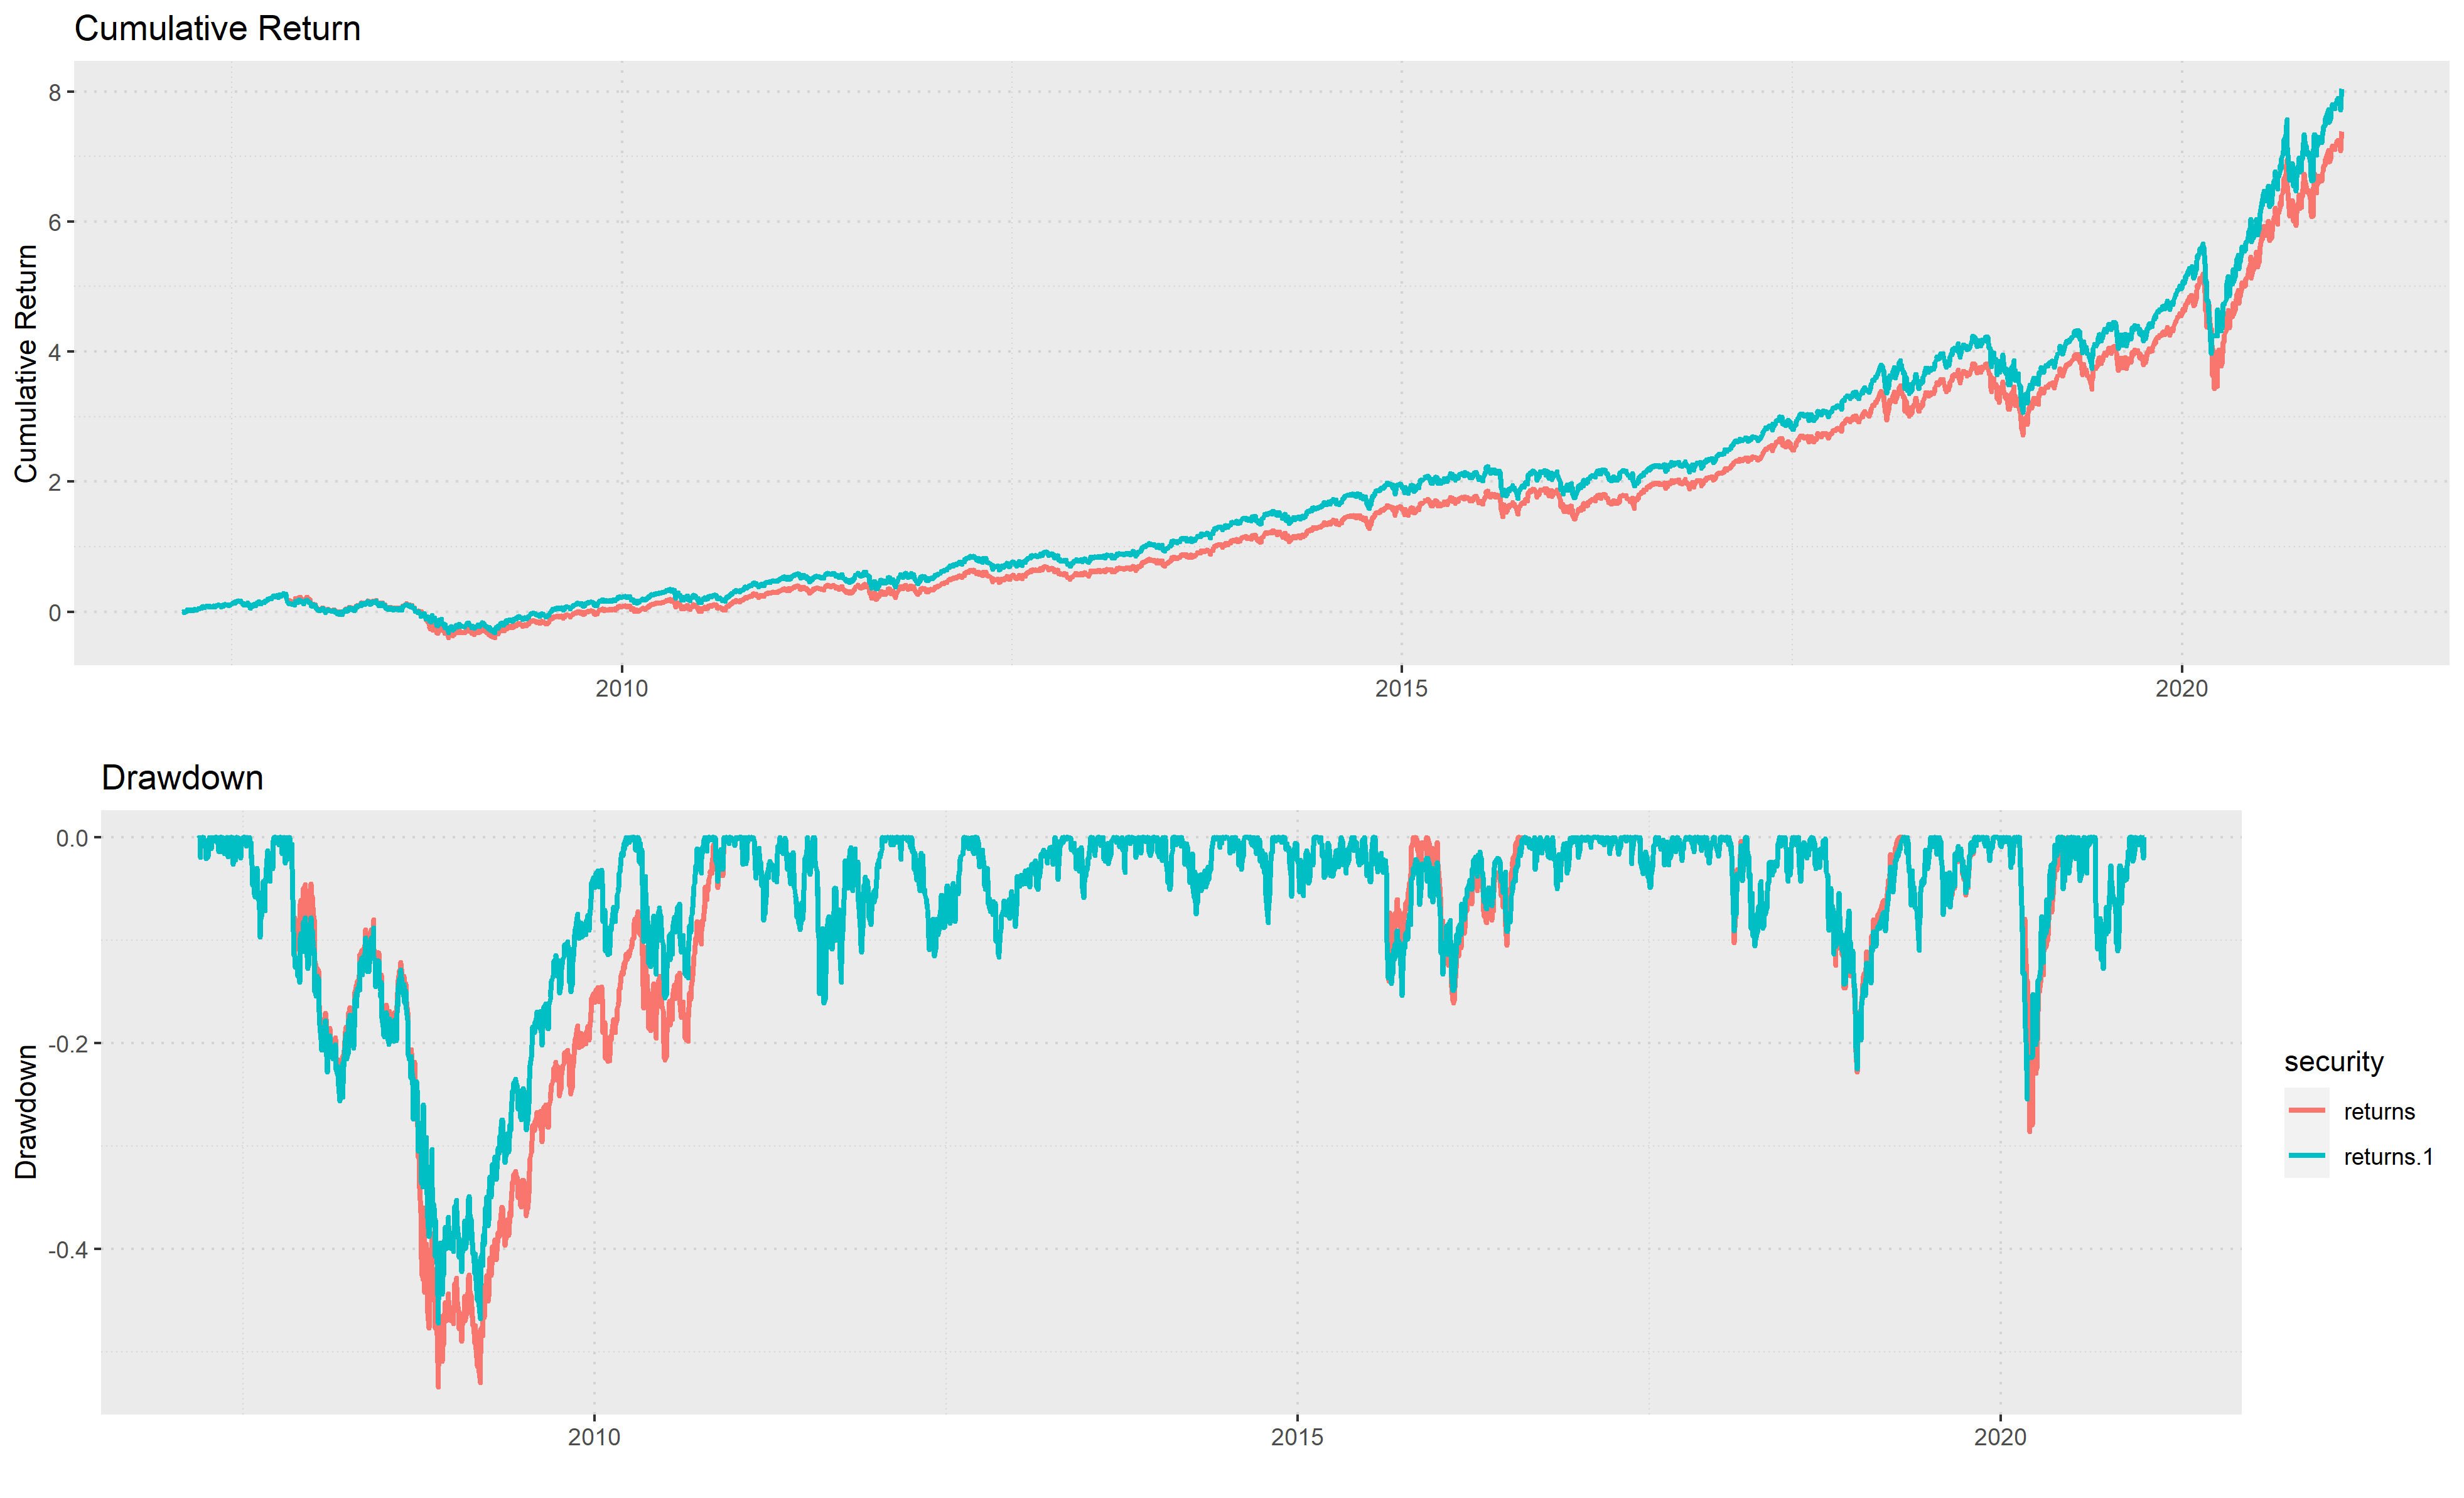 Cumulative Return
Cumulative Return
8
6
4
2
0
2010
2015
2020
Drawdown
Drawdown
0.0
-0.2
-0.4
2010
2015
2020
security
returns
returns.1